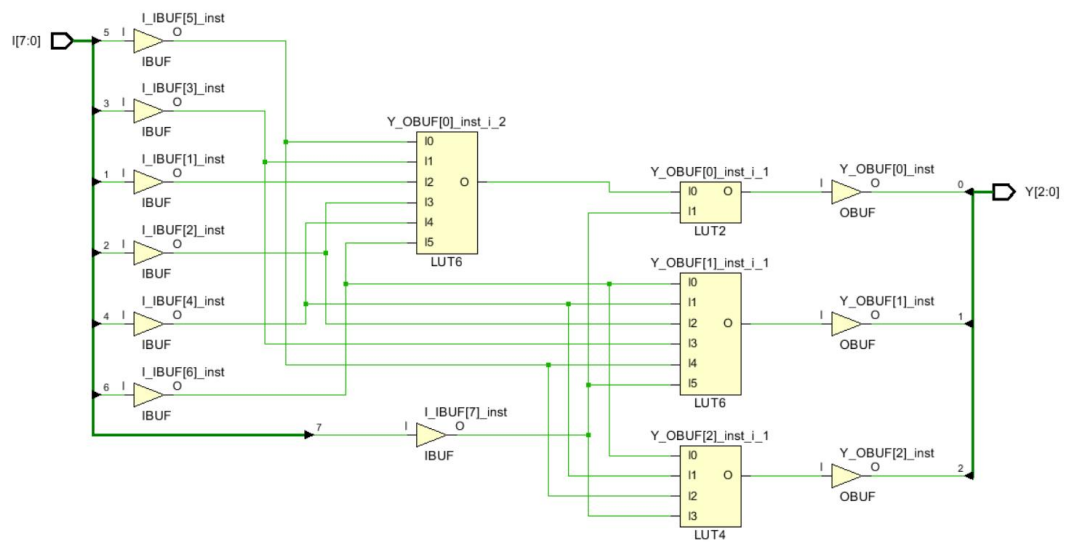 I[7:0]
I_IBUF[5]_inst
5 I O
IBUF
I_IBUF[3]_inst
3 I O
IBUF
I_IBUF[1]_inst
1 I O
IBUF
I_IBUF[2]_inst
2 I O
IBUF
I_IBUF[4]_inst
4 I O
IBUF
I_IBUF[6]_inst
6 I O
IBUF
7
I_IBUF[7]_inst
I O
IBUF
Y_OBUF[0]_inst_i_2
I0
I1
I2
I3
I4
I5
O
LUT6
Y_OBUF[0]_inst_i_1
I0 O
I1
LUT2
Y_OBUF[1]_inst_i_1
I0
I1
I2 O
I3
I4
I5
LUT6
Y_OBUF[2]_inst_i_1
I0
I1 O
I2
I3
LUT4
Y_OBUF[0]_inst
I O 0
OBUF
Y[2:0]
Y_OBUF[1]_inst
I O 1
OBUF
Y_OBUF[2]_inst
I O 2
OBUF